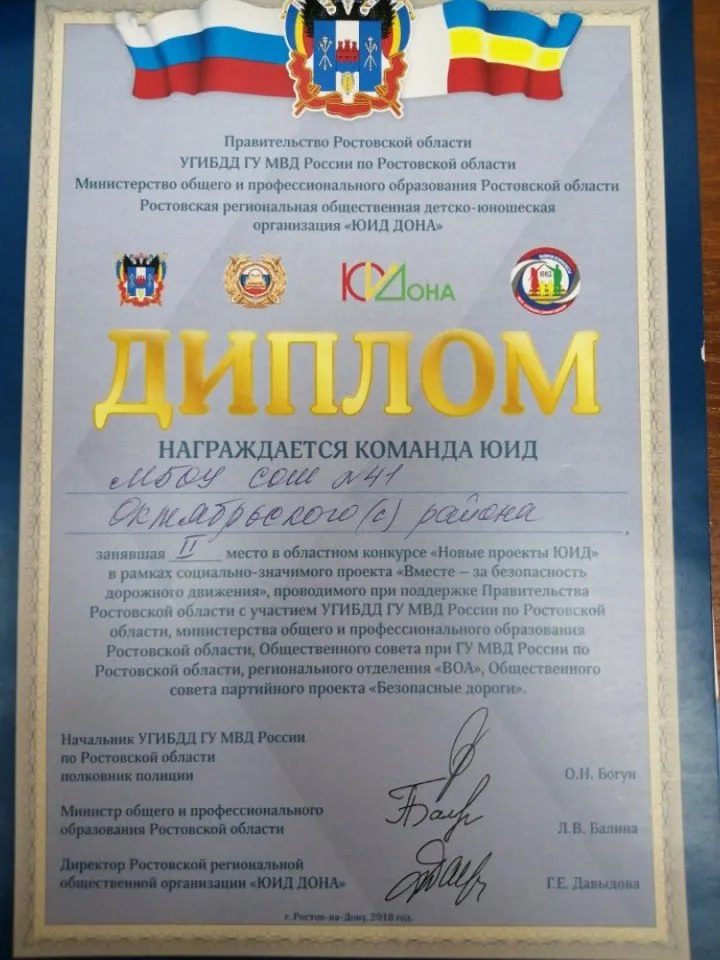 Правительство Ростовской области
УГИБДД ГУ МВД России по Ростовской области
Министерство общего и профессионального образования Ростовской области
Ростовская региональная общественная детско-юношеская
организация «ЮИД ДОНА»
ЮИДДОНА
ЮИД
ДИПЛОМ
НАГРАЖДАЕТСЯ КОМАНДА ЮИД
МБОУ СОШ №41
Октябрьского (с) района
занявшая II место в областном конкурсе «Новые проекты ЮИД»
в рамках социально-значимого проекта «Вместе – за безопасность
дорожного движения», проводимого при поддержке Правительства
Ростовской области с участием УГИБДД ГУ МВД России по Ростовской
области, министерства общего и профессионального образования
Ростовской области, Общественного совета при ГУ МВД России по
Ростовской области, регионального отделения «ВОА», Общественного
совета партийного проекта «Безопасные дороги».
Начальник УГИБДД ГУ МВД России
по Ростовской области
полковник полиции О.Н. Богун
Министр общего и профессионального
образования Ростовской области Л.В. Балина
Директор Ростовской региональной
общественной организации «ЮИД ДОНА» Г.Е. Давыдова
г. Ростов-на-Дону, 2018 год.